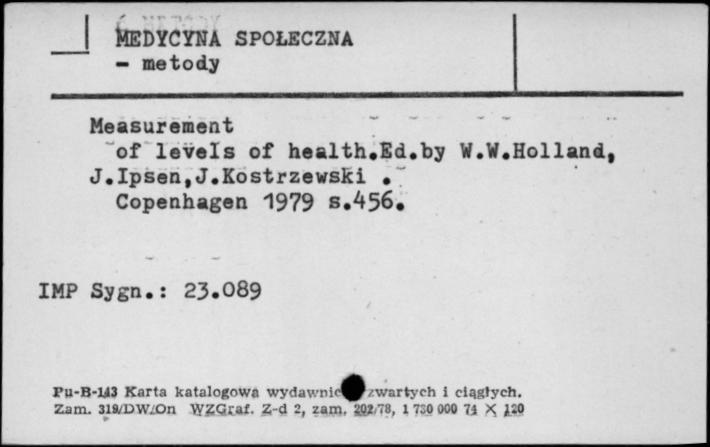 MEDYCYNA SPOŁECZNA
- metody
Measurement
of levels of health.Ed.by W.W.Holland,
J.Ipsen,J.Kostrzewski .
Copenhagen 1979 s.456.
IMP Sygn.: 23.089
Pu-B-143 Karta katalogowa wydawnic zwartych i ciągłych.
Zam. 319/DW/On WZGraf. Z-d 2, zam. 202/78, 1 730 000 74 X 120